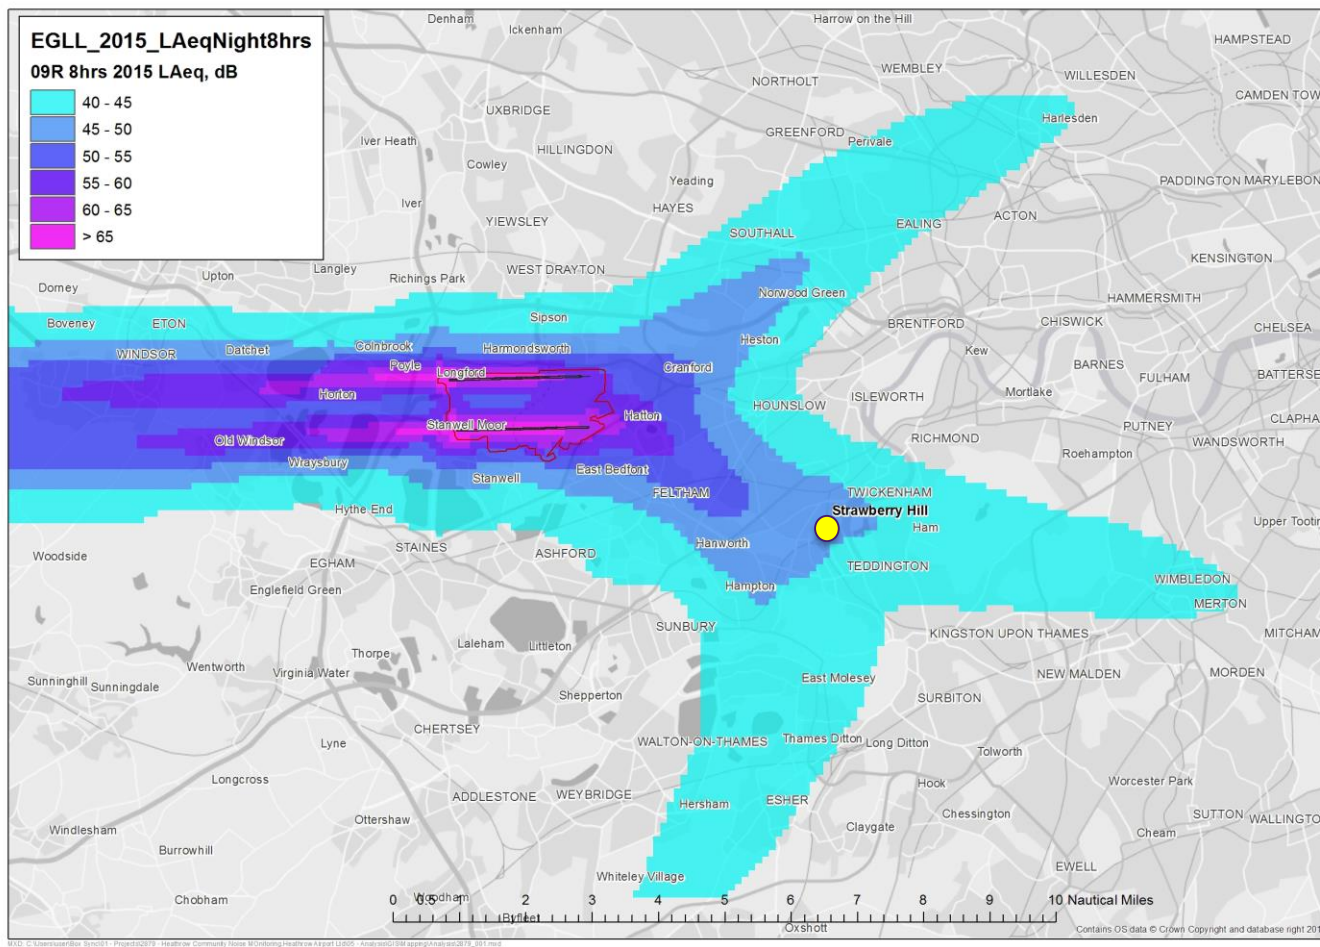 EGLL_2015_LAeqNight8hrs
09R 8hrs 2015 LAeq, dB
40 - 45
45 - 50
50 - 55
55 - 60
60 - 65
> 65
Denham
Harrow on the Hill
Ickenham
HAMPSTEAD
WEMBLEY
WILLESDEN
NORTHOLT
CAMDEN TOW
UXBRIDGE
Harlesden
GREENFORD
Perivale
Iver Heath
HILLINGDON
Cowley
Yeading
PADDINGTON
MARYLEBON
Iver
HAYES
ACTON
YIEWSLEY
EALING
SOUTHALL
KENSINGTON
Langley
WEST DRAYTON
Upton
Richings Park
Dorney
Norwood Green
HAMMERSMITH
Sipson
Boveney
ETON
BRENTFORD
CHISWICK
CHELSEA
Heston
Colnbrook
Harmondsworth
Datchet
WINDSOR
Kew
Poyle
Cranford
BARNES
BATTERSE
Longford
FULHAM
Horton
Mortlake
ISLEWORTH
HOUNSLOW
Hatton
CLAPHA
Stanwell Moor
PUTNEY
Old Windsor
RICHMOND
WANDSWORTH
Roehampton
Wraysbury
East Bedfont
Stanwell
FELTHAM
TWICKENHAM
Hythe End
Strawberry Hill
Upper Tootin
Ham
Hanworth
STAINES
ASHFORD
Woodside
EGHAM
TEDDINGTON
WIMBLEDON
Englefield Green
Hampton
MERTON
SUNBURY
KINGSTON UPON THAMES
MITCHAM
Laleham
Littleton
Thorpe
Wentworth
Virginia Water
NEW MALDEN
MORDEN
East Molesey
Sunninghill
Sunningdale
Shepperton
SURBITON
CHERTSEY
Thames Ditton
Long Ditton
WALTON-ON-THAMES
Lyne
Tolworth
Longcross
Worcester Park
Hook
ADDLESTONE
WEYBRIDGE
Hersham
ESHER
Chessington
SUTTON
WALLINGTO
Ottershaw
Claygate
Windlesham
Cheam
Burrowhill
EWELL
Whiteley Village
Chobham
Woodham
0 0.5 1 2 3 4 5 6 7 8 9 10 Nautical Miles
Byfleet
Oxshott
Contains OS data © Crown Copyright and database right 201